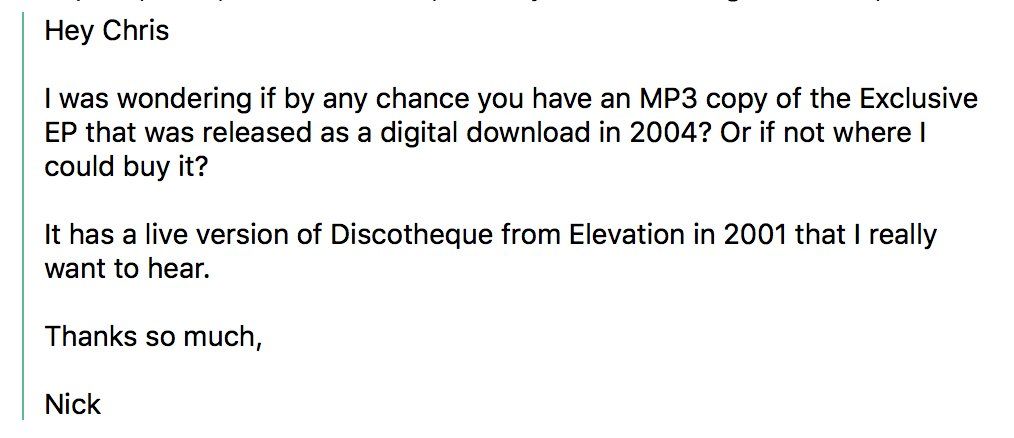 Hey Chris
I was wondering if by any chance you have an MP3 copy of the Exclusive
EP that was released as a digital download in 2004? Or if not where I
could buy it?
It has a live version of Discotheque from Elevation in 2001 that I really
want to hear.
Thanks so much,
Nick